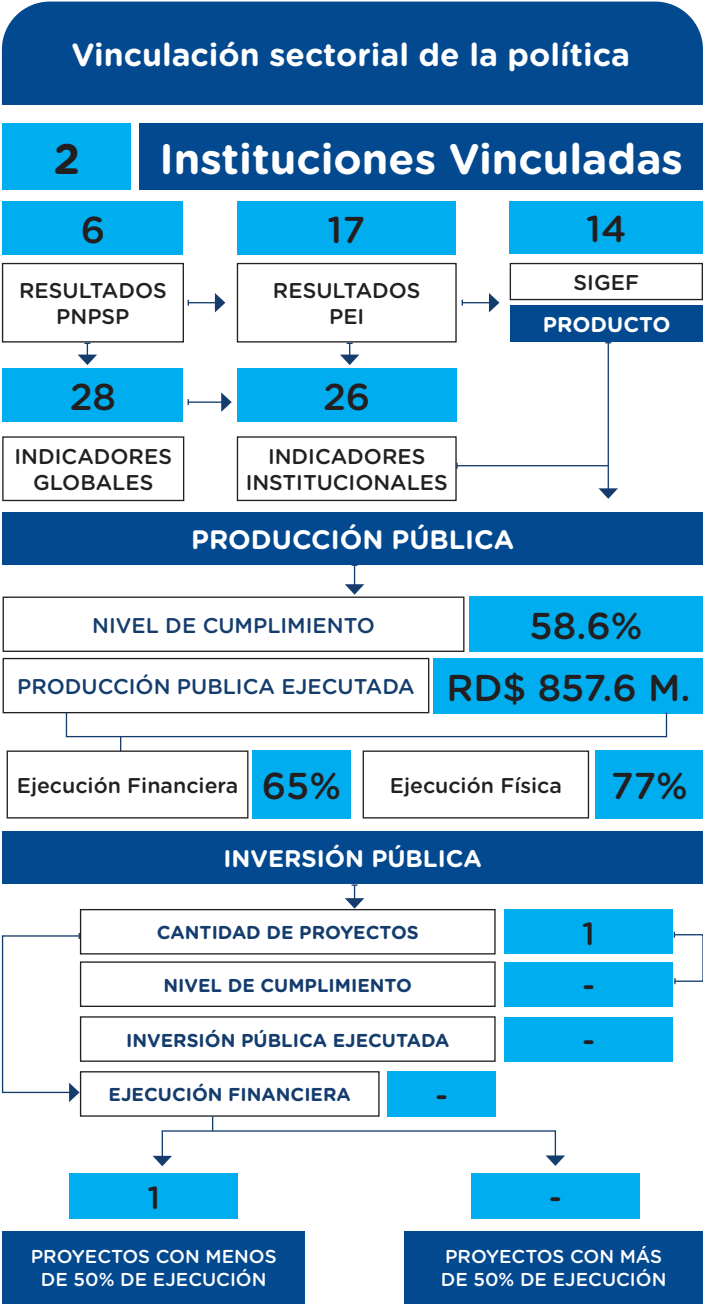 Vinculación sectorial de la política
2 Instituciones Vinculadas
6
17
14
RESULTADOS
PNPSP
RESULTADOS
PEI
SIGEF
PRODUCTO
28
26
INDICADORES
GLOBALES
INDICADORES
INSTITUCIONALES
PRODUCCIÓN PÚBLICA
NIVEL DE CUMPLIMIENTO 58.6%
PRODUCCIÓN PUBLICA EJECUTADA RD$ 857.6 M.
Ejecución Financiera 65%
Ejecución Física 77%
INVERSIÓN PÚBLICA
CANTIDAD DE PROYECTOS 1
NIVEL DE CUMPLIMIENTO -
INVERSIÓN PÚBLICA EJECUTADA -
EJECUCIÓN FINANCIERA -
1
-
PROYECTOS CON MENOS
DE 50% DE EJECUCIÓN
PROYECTOS CON MÁS
DE 50% DE EJECUCIÓN